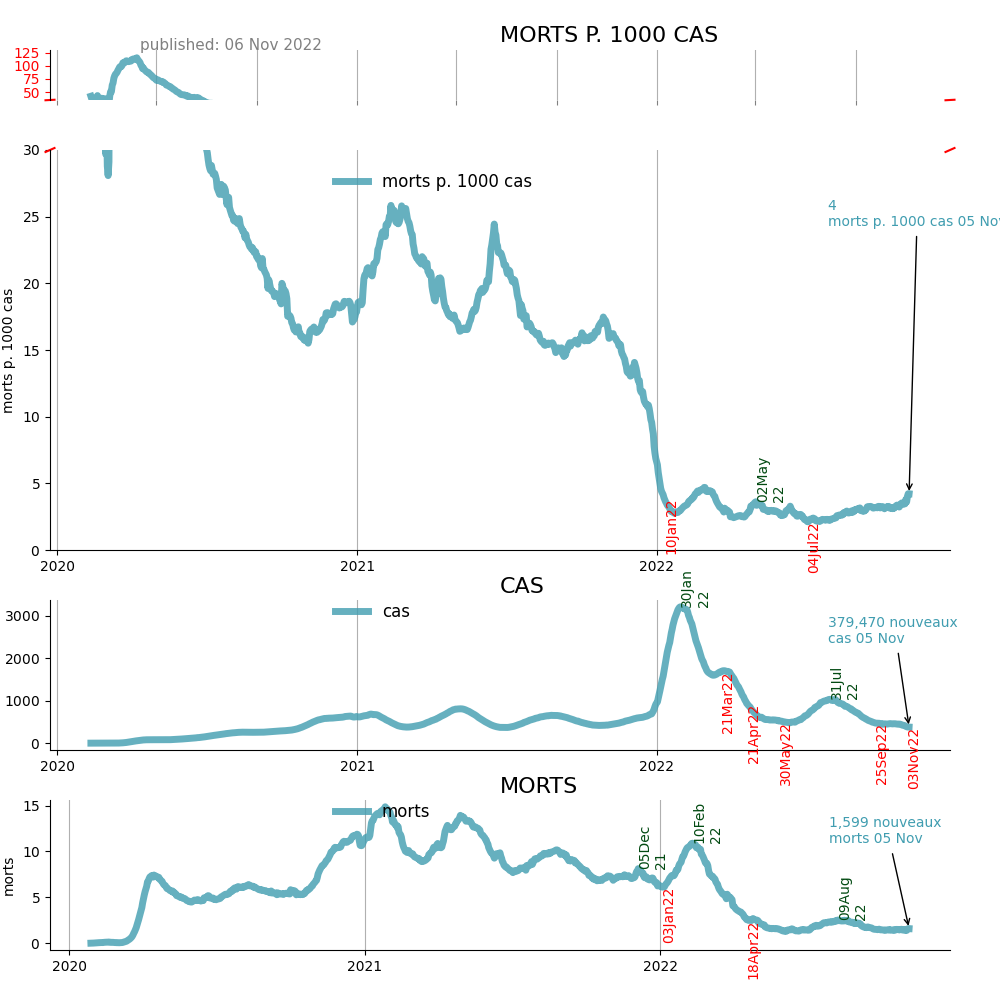 MORTS P. 1000 CAS
published: 06 Nov 2022
125
100
75
50
30
25
20
15
10
5
0
morts p. 1000 cas
morts p. 1000 cas
4
morts p. 1000 cas 05 Nov
10Jan22
02May
22
04Jul22
2020
2021
2022
CAS
3000
2000
1000
0
cas
30Jan
22
21Mar22
21Apr22
30May22
31Jul
22
25Sep22
03Nov22
379,470 nouveaux
cas 05 Nov
2020
2021
2022
MORTS
15
10
5
0
morts
morts
05Dec
21
03Jan22
10Feb
22
18Apr22
09Aug
22
1,599 nouveaux
morts 05 Nov
2020
2021
2022